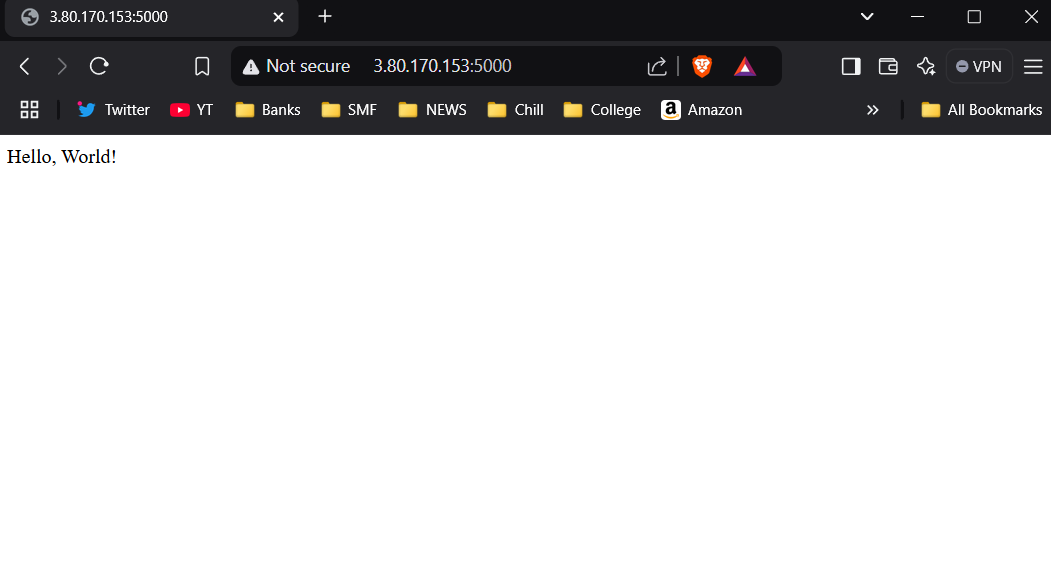 3.80.170.153:5000
Not secure 3.80.170.153:5000 VPN
Twitter YT Banks SMF NEWS Chill College Amazon All Bookmarks
Hello, World!